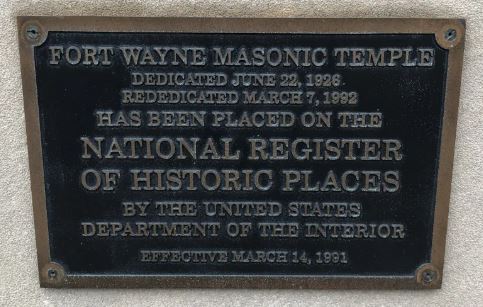 FORT WAYNE MASONIC TEMPLE
DEDICATED JUNE 22, 1926
REDEDICATED MARCH 7, 1992
HAS BEEN PLACED ON THE
NATIONAL REGISTER
OF HISTORIC PLACES
BY THE UNITED STATES
DEPARTMENT OF THE INTERIOR
EFFECTIVE MARCH 14, 1991